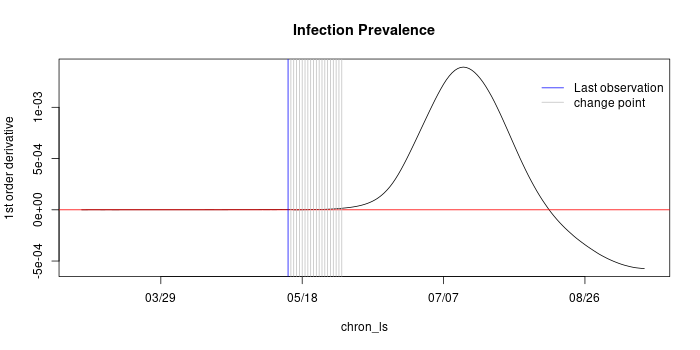 Infection Prevalence
1st order derivative
1e-03
5e-04
0e+00
-5e-04
Last observation
change point
03/29
05/18
07/07
08/26
chron_ls